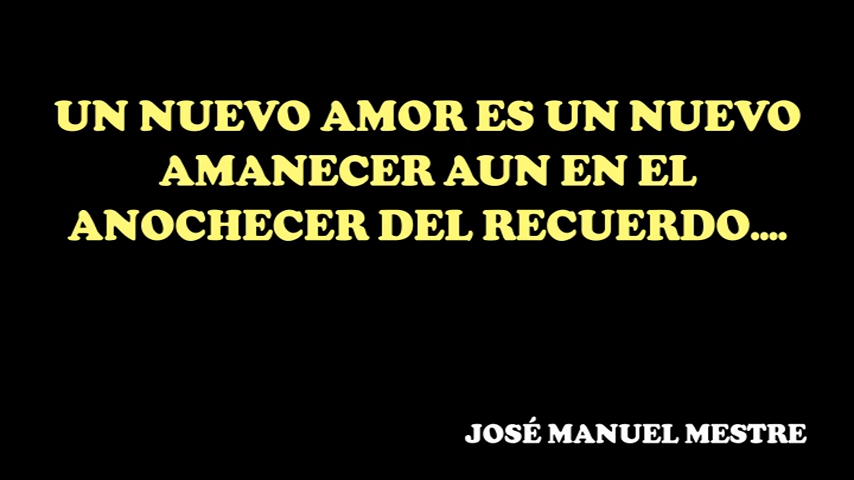 UN NUEVO AMOR ES UN NUEVO
AMANECER AUN EN EL
ANOCHECER DEL RECUERDO....
JOSÉ MANUEL MESTRE